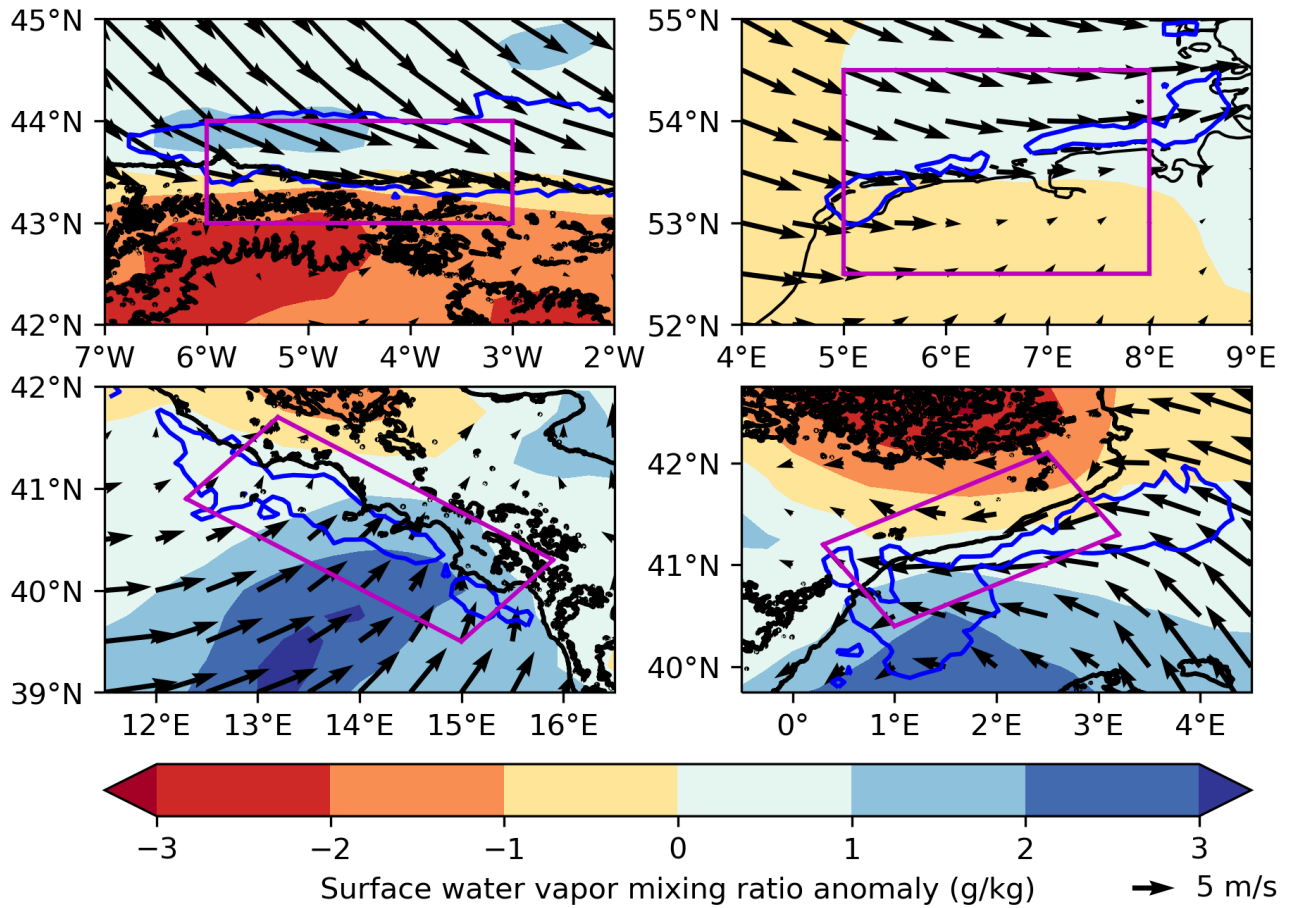 45°N
44°N
43°N
42°N
7°W 6°W 5°W 4°W 3°W 2°W
55°N
54°N
53°N
52°N
4°E 5°E 6°E 7°E 8°E 9°E
42°N
41°N
40°N
39°N
12°E 13°E 14°E 15°E 16°E
42°N
41°N
40°N
0° 1°E 2°E 3°E 4°E
−3 −2 −1 0 1 2 3
Surface water vapor mixing ratio anomaly (g/kg)
5 m/s